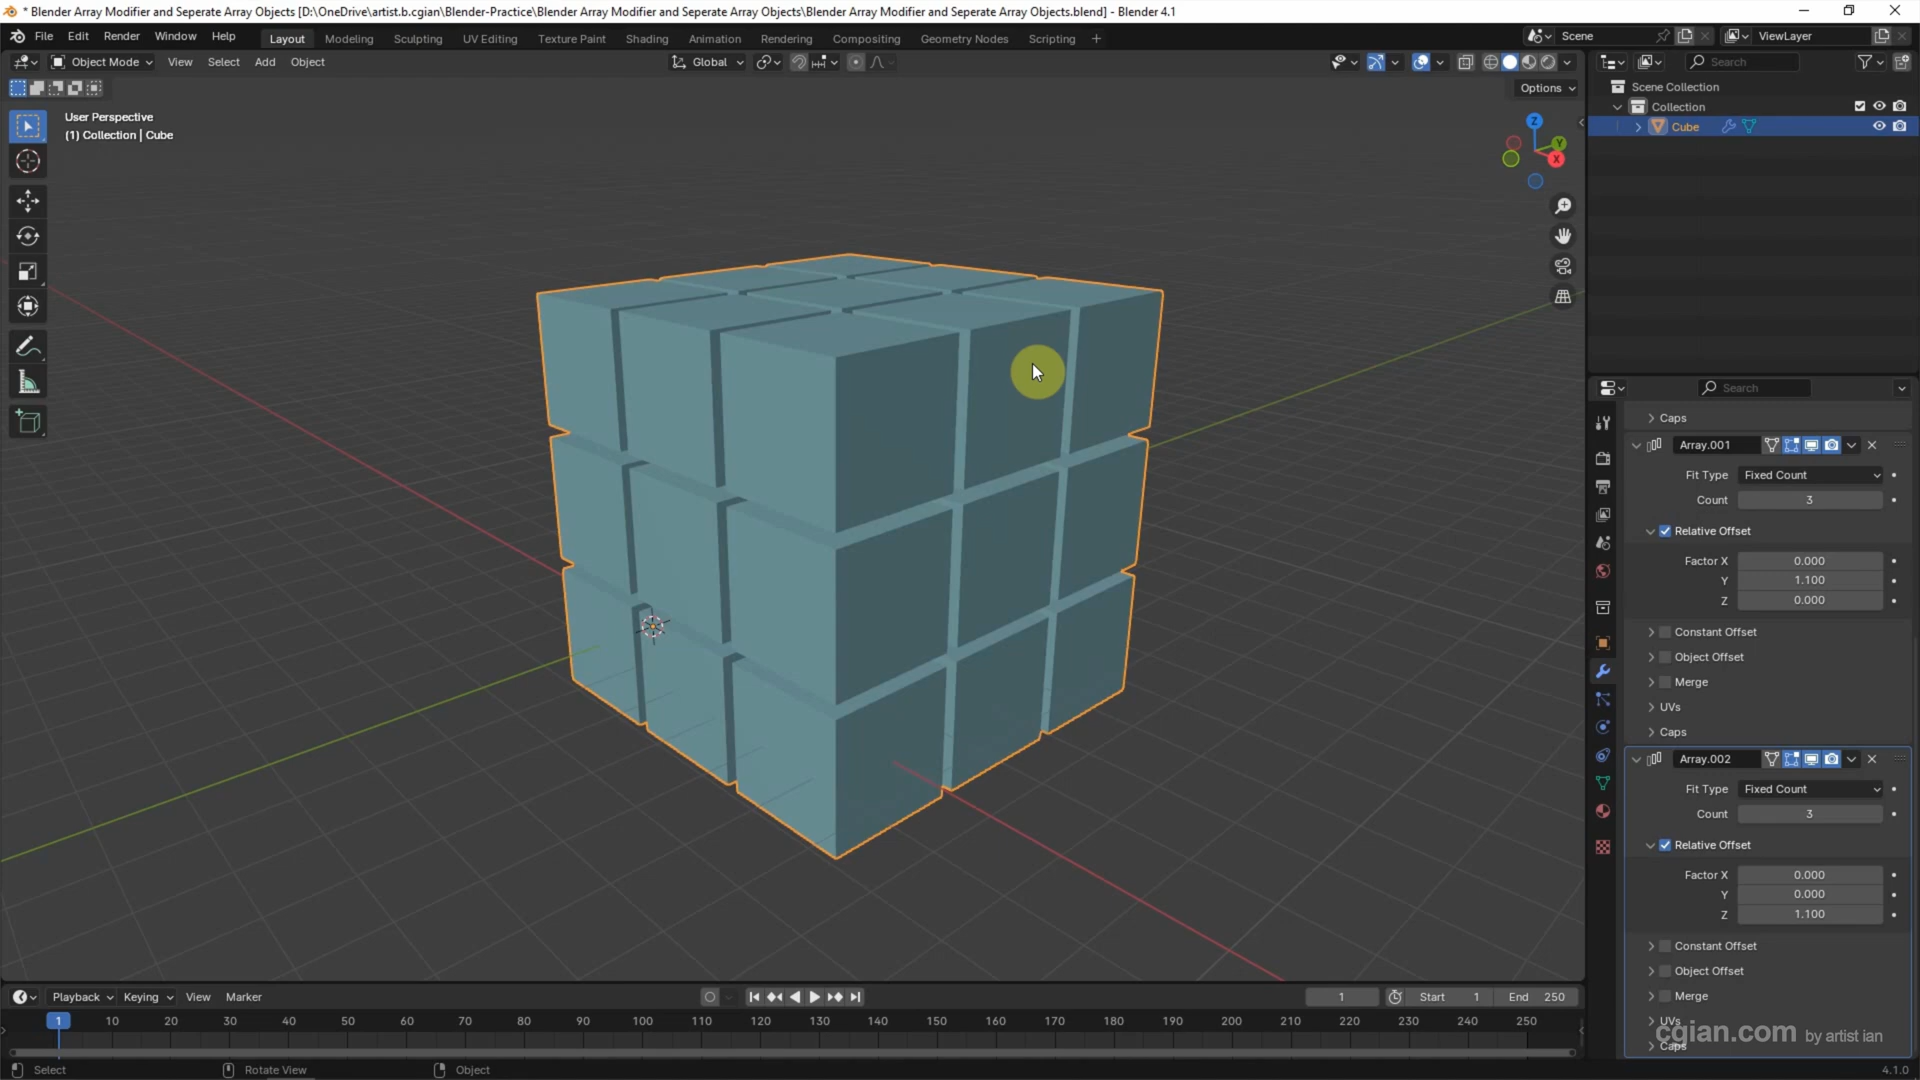 * Blender Array Modifier and Seperate Array Objects [D:\OneDrive\artist.b.cgian\Blender-Practice\Blender Array Modifier and Seperate Array Objects\Blender Array Modifier and Seperate Array Objects.blend] - Blender 4.1
File Edit Render Window Help Layout Modeling Sculpting UV Editing Texture Paint Shading Animation Rendering Compositing Geometry Nodes Scripting + Scene ViewLayer
Object Mode View Select Add Object Global Search
Options
User Perspective
(1) Collection | Cube
Scene Collection
Collection
Cube
Z
Y
X
Search
Caps
Array.001
Fit Type Fixed Count
Count 3
Relative Offset
Factor X 0.000
Y 1.100
Z 0.000
Constant Offset
Object Offset
Merge
UVs
Caps
Array.002
Fit Type Fixed Count
Count 3
Relative Offset
Factor X 0.000
Y 0.000
Z 1.100
Constant Offset
Object Offset
Merge
UVs
Caps
cgian.com by artist ian
Playback Keying View Marker 1 Start 1 End 250
1 10 20 30 40 50 60 70 80 90 100 110 120 130 140 150 160 170 180 190 200 210 220 230 240 250
Select Rotate View Object 4.1.0